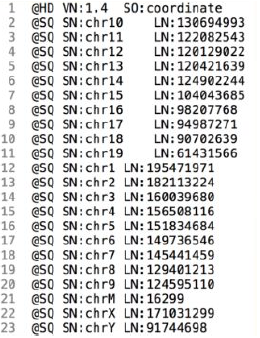 1 @HD VN:1.4 SO:coordinate
2 @SQ SN:chr10 LN:130694993
3 @SQ SN:chr11 LN:122082543
4 @SQ SN:chr12 LN:120129022
5 @SQ SN:chr13 LN:120421639
6 @SQ SN:chr14 LN:124902244
7 @SQ SN:chr15 LN:104043685
8 @SQ SN:chr16 LN:98207768
9 @SQ SN:chr17 LN:94987271
10 @SQ SN:chr18 LN:90702639
11 @SQ SN:chr19 LN:61431566
12 @SQ SN:chr1 LN:195471971
13 @SQ SN:chr2 LN:182113224
14 @SQ SN:chr3 LN:160039680
15 @SQ SN:chr4 LN:156508116
16 @SQ SN:chr5 LN:151834684
17 @SQ SN:chr6 LN:149736546
18 @SQ SN:chr7 LN:145441459
19 @SQ SN:chr8 LN:129401213
20 @SQ SN:chr9 LN:124595110
21 @SQ SN:chrM LN:16299
22 @SQ SN:chrX LN:171031299
23 @SQ SN:chrY LN:91744698